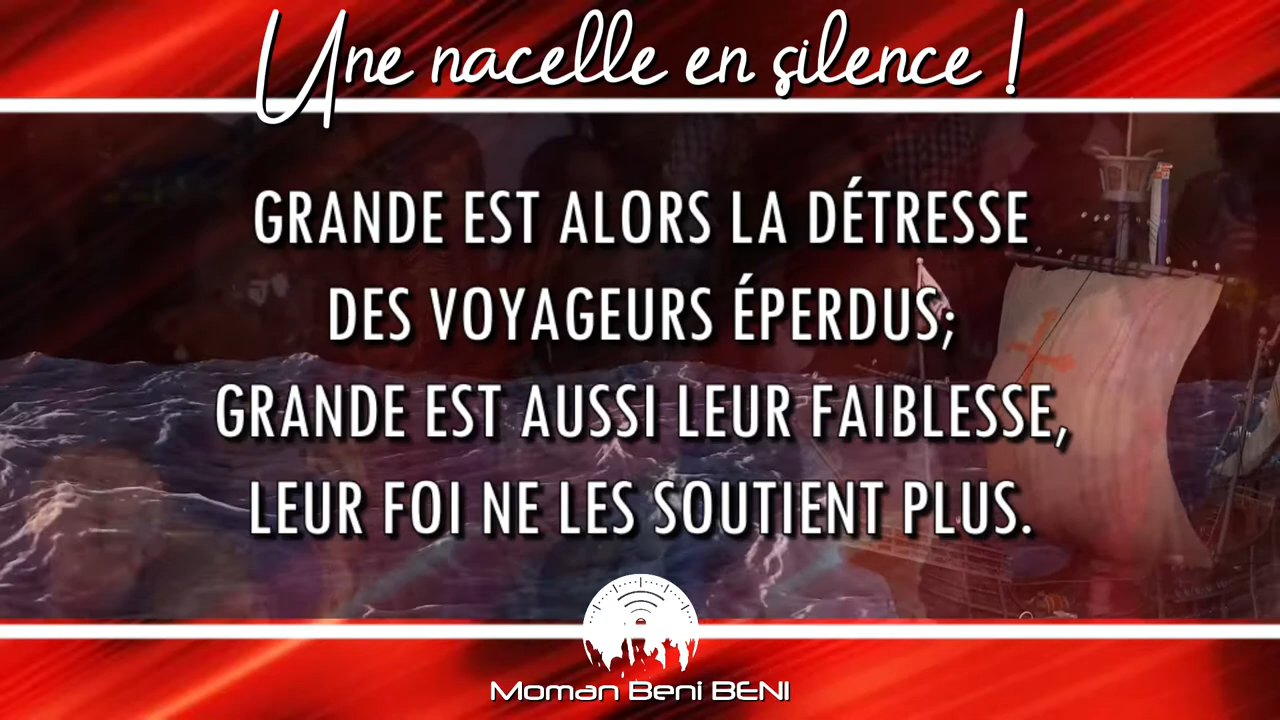 Une nacelle en silence !
GRANDE EST ALORS LA DÉTRESSE
DES VOYAGEURS ÉPERDUS;
GRANDE EST AUSSI LEUR FAIBLESSE,
LEUR FOI NE LES SOUTIENT PLUS.
Moman Beni BENI